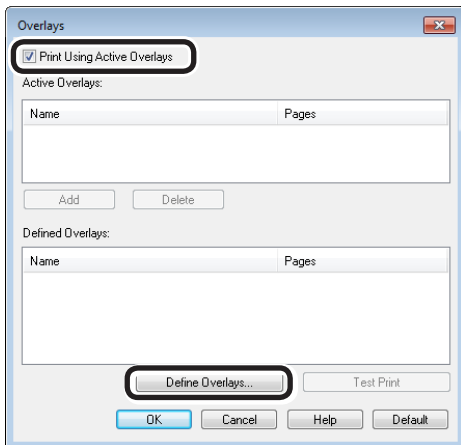 Overlays
Print Using Active Overlays
Active Overlays:
Name Pages
Add Delete
Defined Overlays:
Name Pages
Define Overlays... Test Print
OK Cancel Help Default